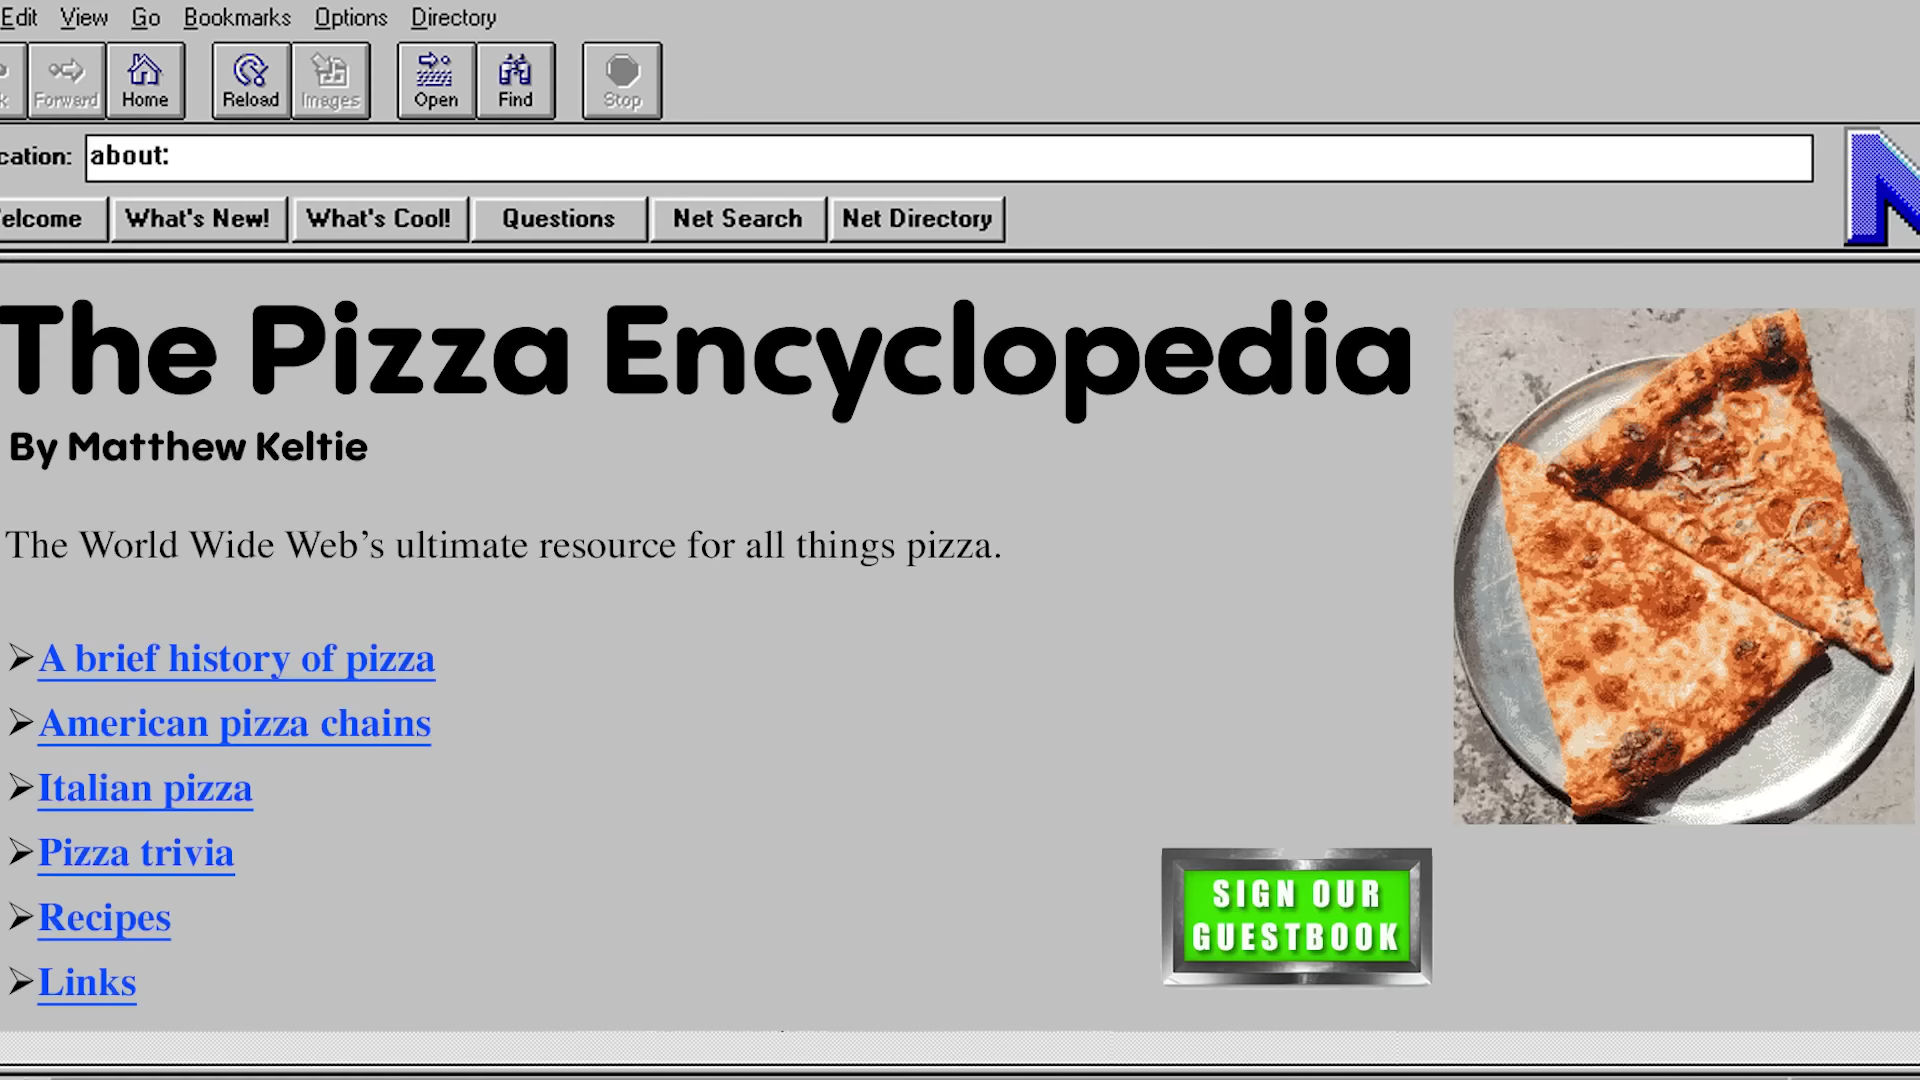 Edit View Go Bookmarks Options Directory
k Forward Home Reload Images Open Find Stop
cation: about:
elcome What's New! What's Cool! Questions Net Search Net Directory
N
The Pizza Encyclopedia
By Matthew Keltie
The World Wide Web’s ultimate resource for all things pizza.
➢A brief history of pizza
➢American pizza chains
➢Italian pizza
➢Pizza trivia
➢Recipes
➢Links
SIGN OUR
GUESTBOOK